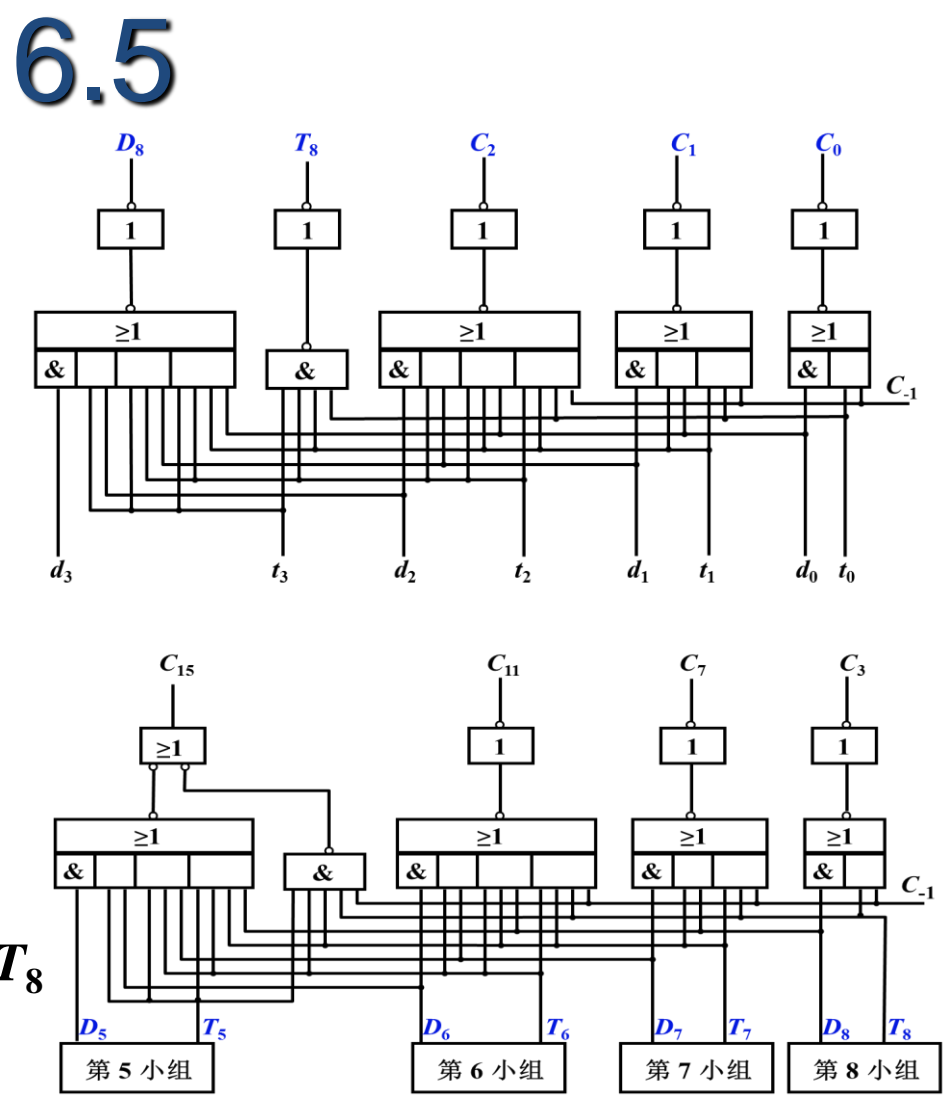 6.5
D8 T8 C2 C1 C0
1 1 1 1 1
≥1 ≥1 ≥1 ≥1
& & & & &
C-1
d3 t3 d2 t2 d1 t1 d0 t0
C15 C11 C7 C3
≥1 1 1 1
≥1 ≥1 ≥1 ≥1
& & & & &
C-1
T8
D5 T5 D6 T6 D7 T7 D8 T8
第 5 小组 第 6 小组 第 7 小组 第 8 小组